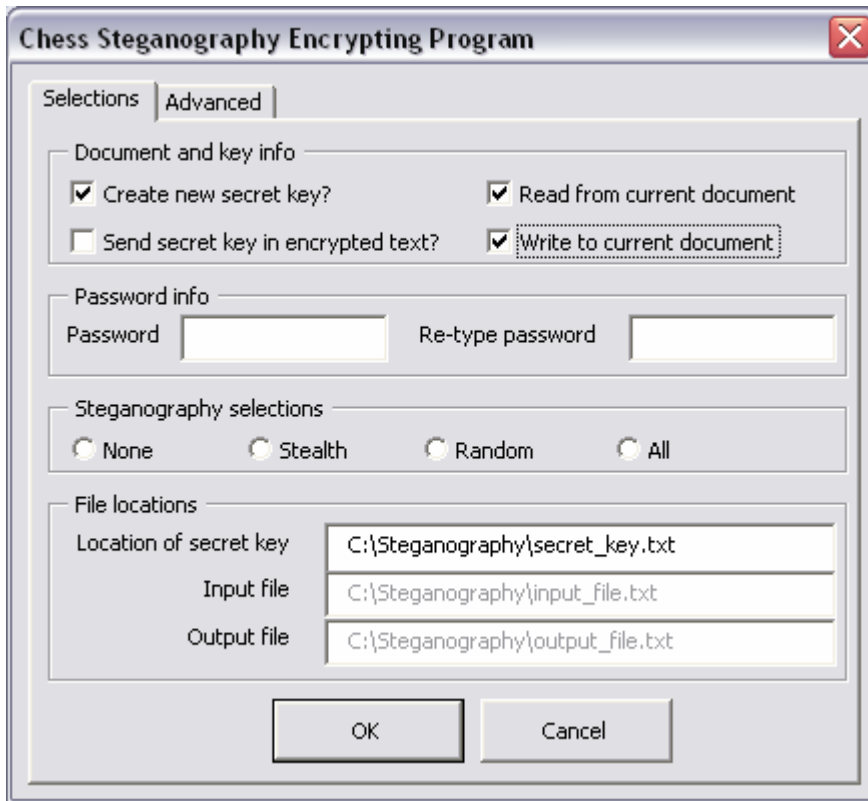 Chess Steganography Encrypting Program
Selections Advanced
Document and key info
Create new secret key? Read from current document
Send secret key in encrypted text? Write to current document
Password info
Password Re-type password
Steganography selections
None Stealth Random All
File locations
Location of secret key C:\Steganography\secret_key.txt
Input file C:\Steganography\input_file.txt
Output file C:\Steganography\output_file.txt
OK Cancel